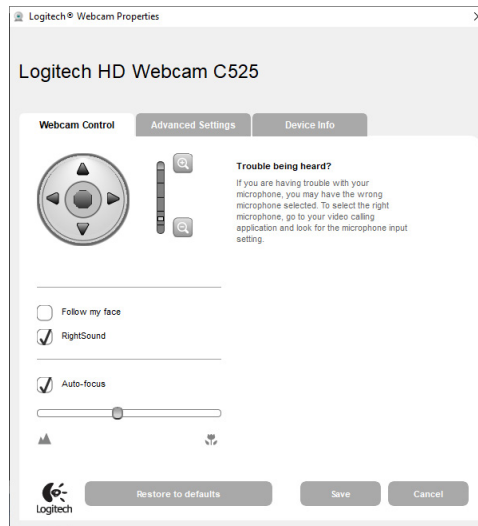 Logitech® Webcam Properties
Logitech HD Webcam C525
Webcam Control
Advanced Settings
Device Info
Trouble being heard?
If you are having trouble with your
microphone, you may have the wrong
microphone selected. To select the right
microphone, go to your video calling
application and look for the microphone input
setting.
Follow my face
RightSound
Auto-focus
Logitech
Restore to defaults
Save
Cancel